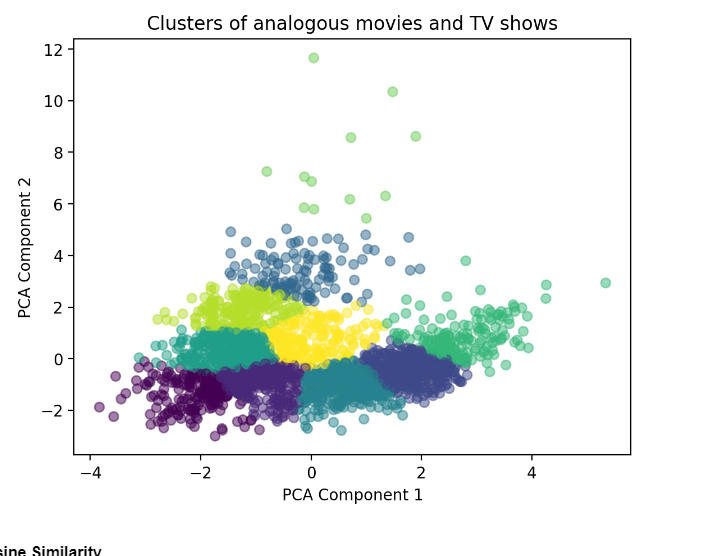 Clusters of analogous movies and TV shows
12
10
8
6
4
2
0
−2
PCA Component 2
−4 −2 0 2 4
PCA Component 1
Similarity